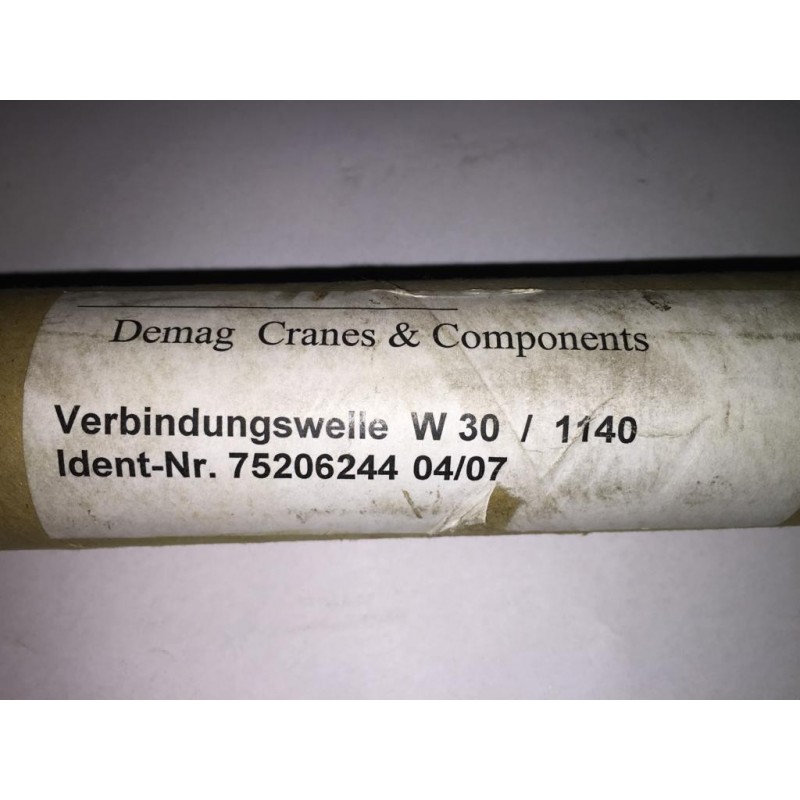 Demag Cranes & Components
Verbindungswelle W 30 / 1140
Ident-Nr. 75206244 04/07